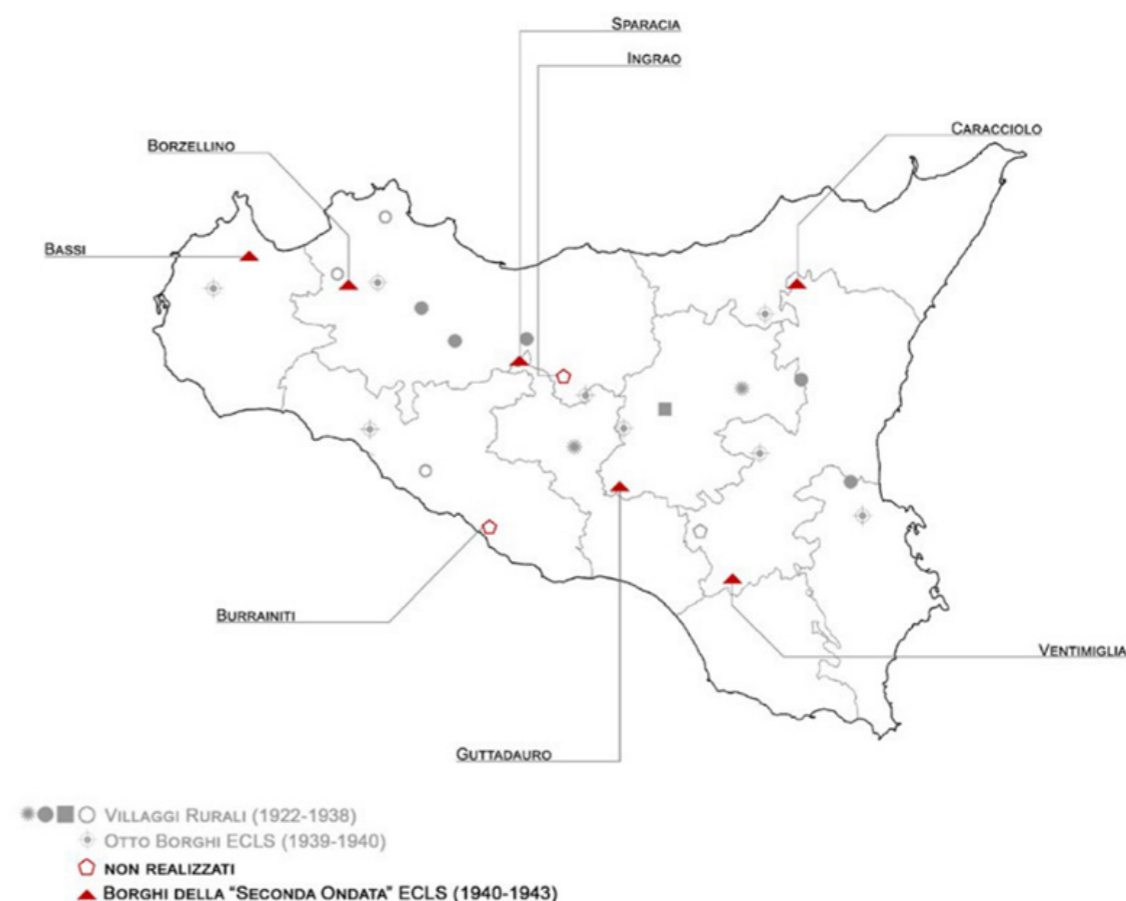 SPARACIA
INGRAO
CARACCIOLO
BORZELLINO
BASSI
BURRAINITI
VENTIMIGLIA
GUTTADAURO
VILLAGGI RURALI (1922-1938)
OTTO BORGHI ECLS (1939-1940)
NON REALIZZATI
BORGHI DELLA "SECONDA ONDATA" ECLS (1940-1943)